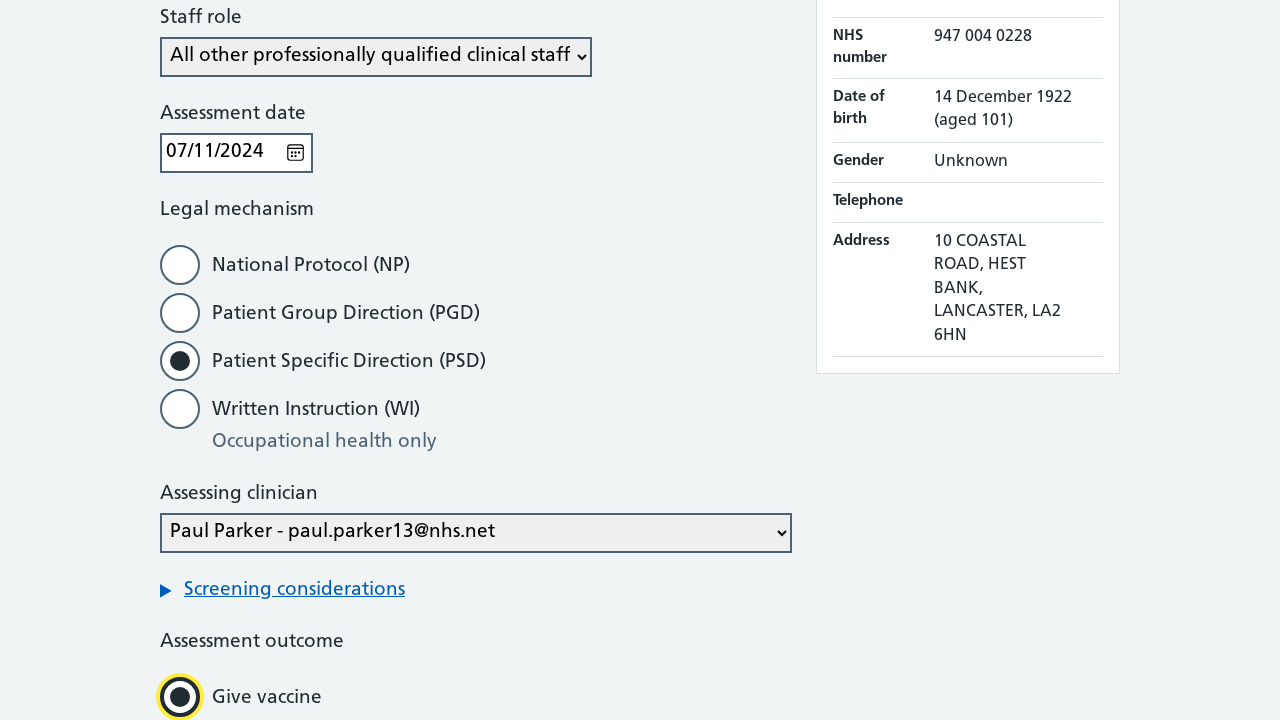 Staff role
All other professionally qualified clinical staff
Assessment date
07/11/2024
Legal mechanism
National Protocol (NP)
Patient Group Direction (PGD)
Patient Specific Direction (PSD)
Written Instruction (WI)
Occupational health only
Assessing clinician
Paul Parker - paul.parker13@nhs.net
Screening considerations
Assessment outcome
Give vaccine
NHS number 947 004 0228
Date of birth 14 December 1922 (aged 101)
Gender Unknown
Telephone
Address 10 COASTAL
ROAD, HEST
BANK,
LANCASTER, LA2
6HN